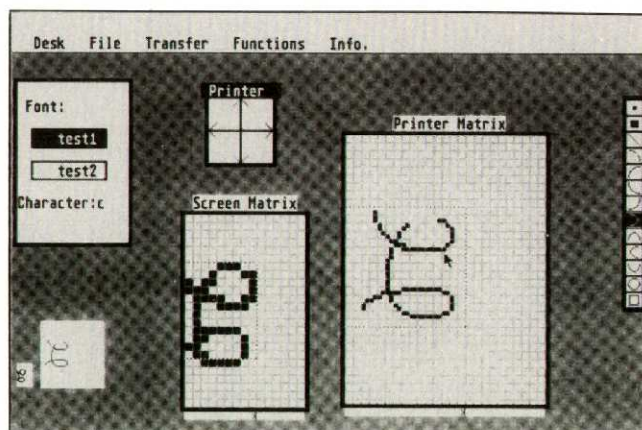 Desk File Transfer Functions Info.
Font:
test1
test2
Character:c
Printer
Screen Matrix
Printer Matrix